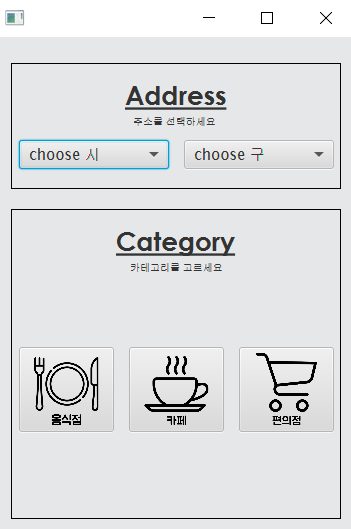 Address
주소를 선택하세요
choose 시
choose 구
Category
카테고리를 고르세요
음식점
카페
편의점